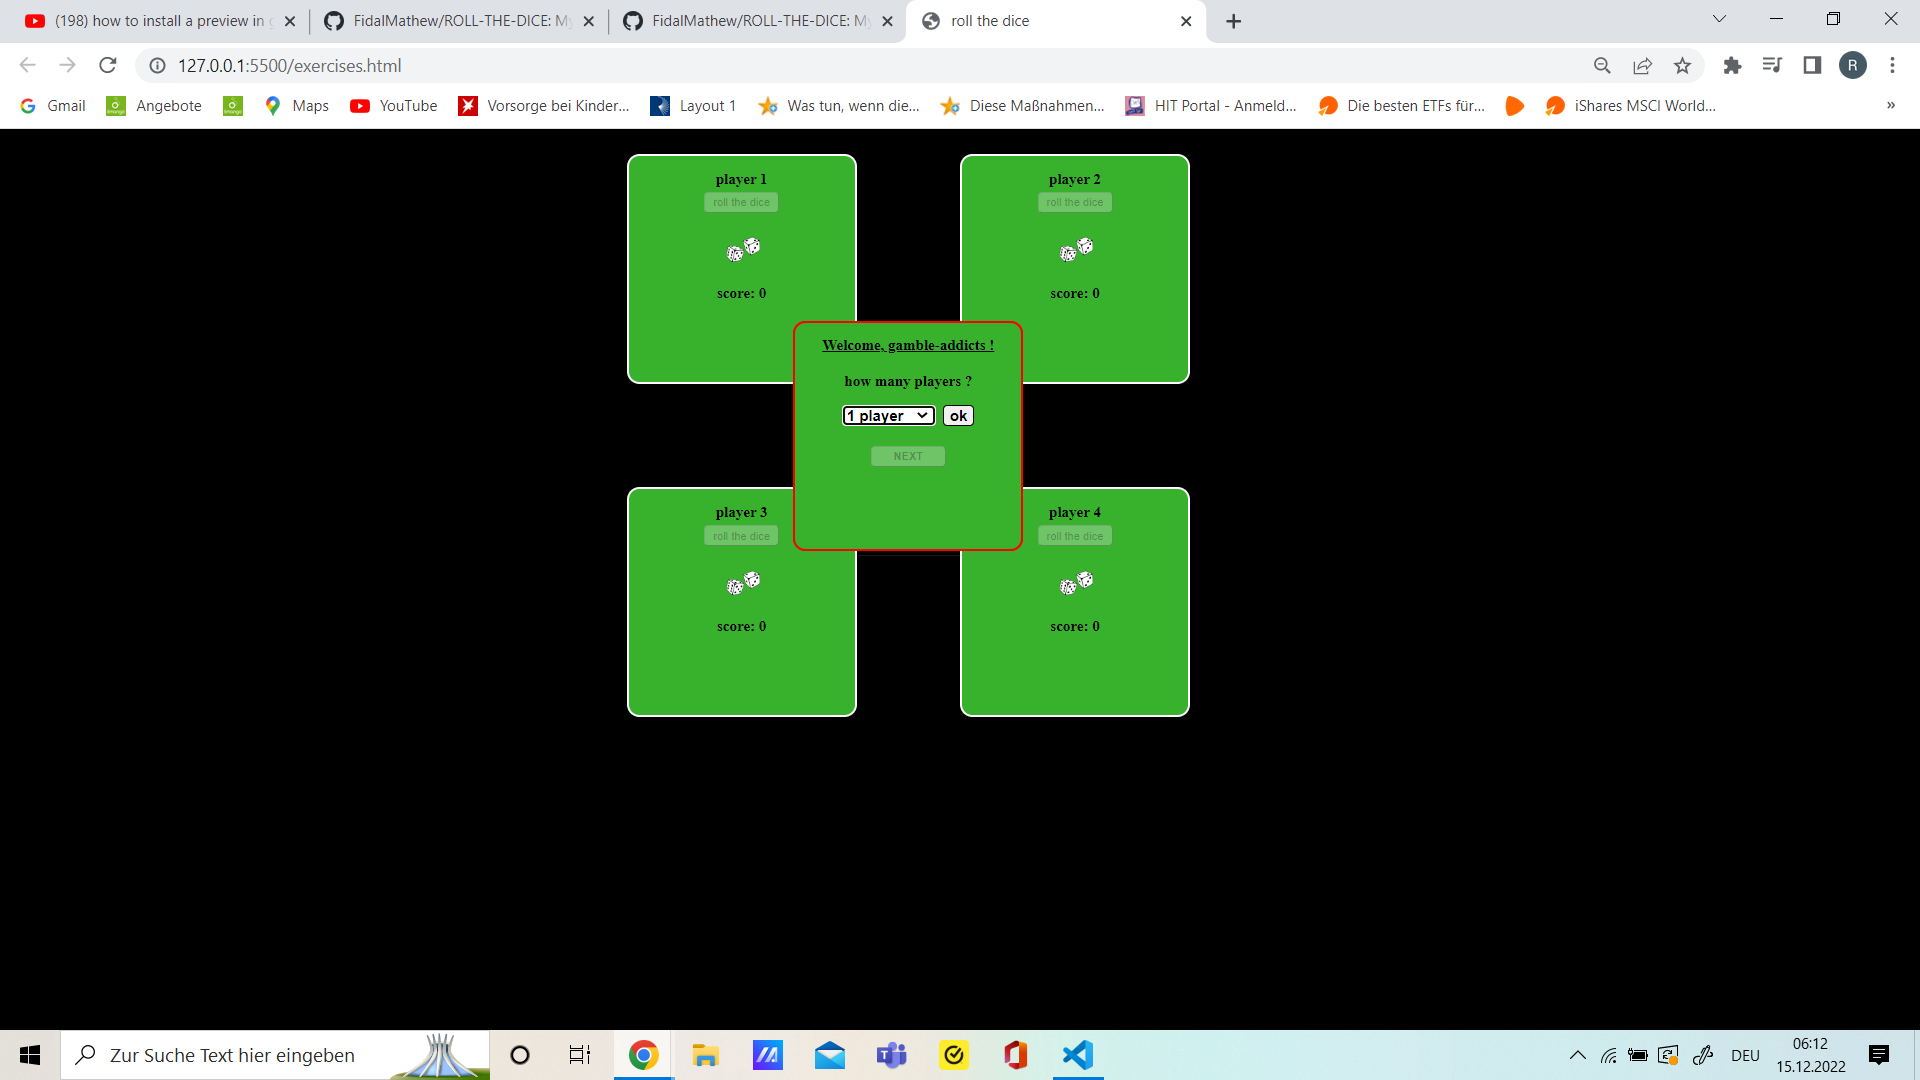 (198) how to install a preview in g
FidalMathew/ROLL-THE-DICE: My
FidalMathew/ROLL-THE-DICE: My
roll the dice
127.0.0.1:5500/exercises.html
R
Gmail
Angebote
Maps
YouTube
Vorsorge bei Kinder...
Layout 1
Was tun, wenn die...
Diese Maßnahmen...
HIT Portal - Anmeld...
Die besten ETFs für...
iShares MSCI World...
»
player 1
roll the dice
score: 0
player 2
roll the dice
score: 0
Welcome, gamble-addicts !
how many players ?
1 player
ok
NEXT
player 3
roll the dice
score: 0
player 4
roll the dice
score: 0
Zur Suche Text hier eingeben
DEU
06:12
15.12.2022